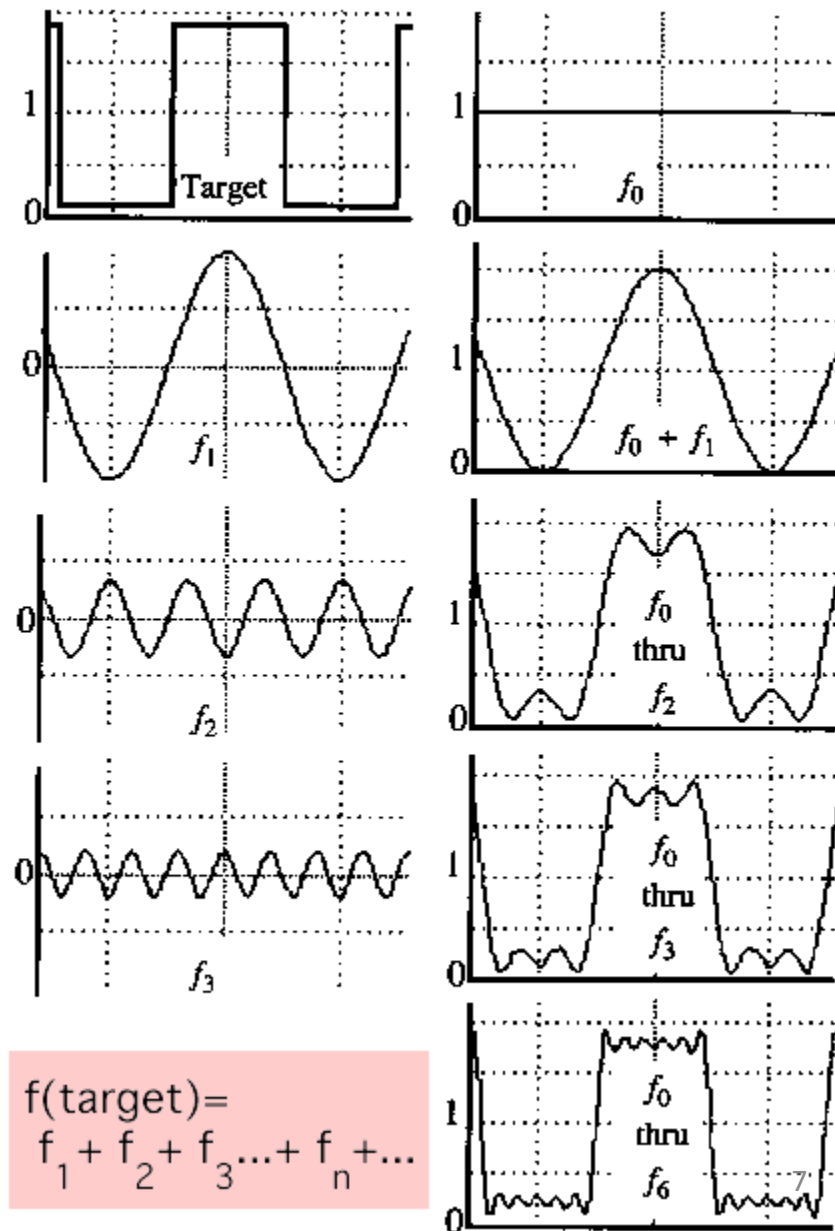 1
0
Target
1
0
f₀
0
f₁
1
0
f₀ + f₁
0
f₂
1
0
f₀
thru
f₂
0
f₃
1
0
f₀
thru
f₃
f(target)=
f₁ + f₂ + f₃...+ fₙ+...
1
0
f₀
thru
f₆
7